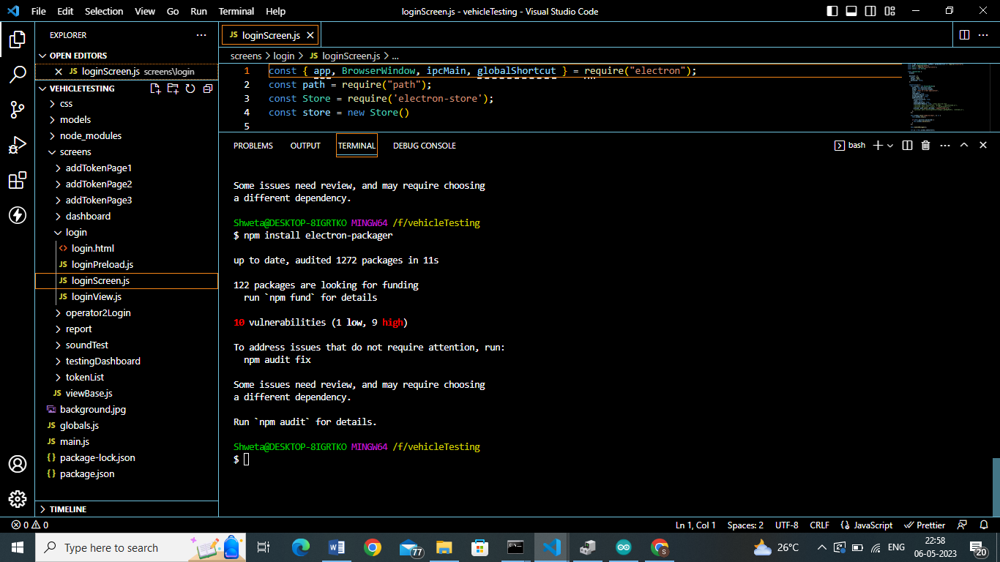 File Edit Selection View Go Run Terminal Help
loginScreen.js - vehicleTesting - Visual Studio Code
EXPLORER
OPEN EDITORS
JS loginScreen.js screens\login
VEHICLETESTING
css
models
node_modules
screens
addTokenPage1
addTokenPage2
addTokenPage3
dashboard
login
login.html
JS loginPreload.js
JS loginScreen.js
JS loginView.js
operator2Login
report
soundTest
testingDashboard
tokenList
JS viewBase.js
background.jpg
JS globals.js
JS main.js
{} package-lock.json
{} package.json
TIMELINE
JS loginScreen.js
screens > login > JS loginScreen.js > ...
1 const { app, BrowserWindow, ipcMain, globalShortcut } = require("electron");
2 const path = require("path");
3 const Store = require('electron-store');
4 const store = new Store()
5
PROBLEMS OUTPUT TERMINAL DEBUG CONSOLE
bash
Some issues need review, and may require choosing
a different dependency.
Shweta@DESKTOP-8IGRTKO MINGW64 /f/vehicleTesting
$ npm install electron-packager
up to date, audited 1272 packages in 11s
122 packages are looking for funding
run `npm fund` for details
10 vulnerabilities (1 low, 9 high)
To address issues that do not require attention, run:
npm audit fix
Some issues need review, and may require choosing
a different dependency.
Run `npm audit` for details.
Shweta@DESKTOP-8IGRTKO MINGW64 /f/vehicleTesting
$
0 0
Ln 1, Col 1 Spaces: 2 UTF-8 CRLF {} JavaScript Prettier
Type here to search
77
26°C
ENG
22:58
06-05-2023
20